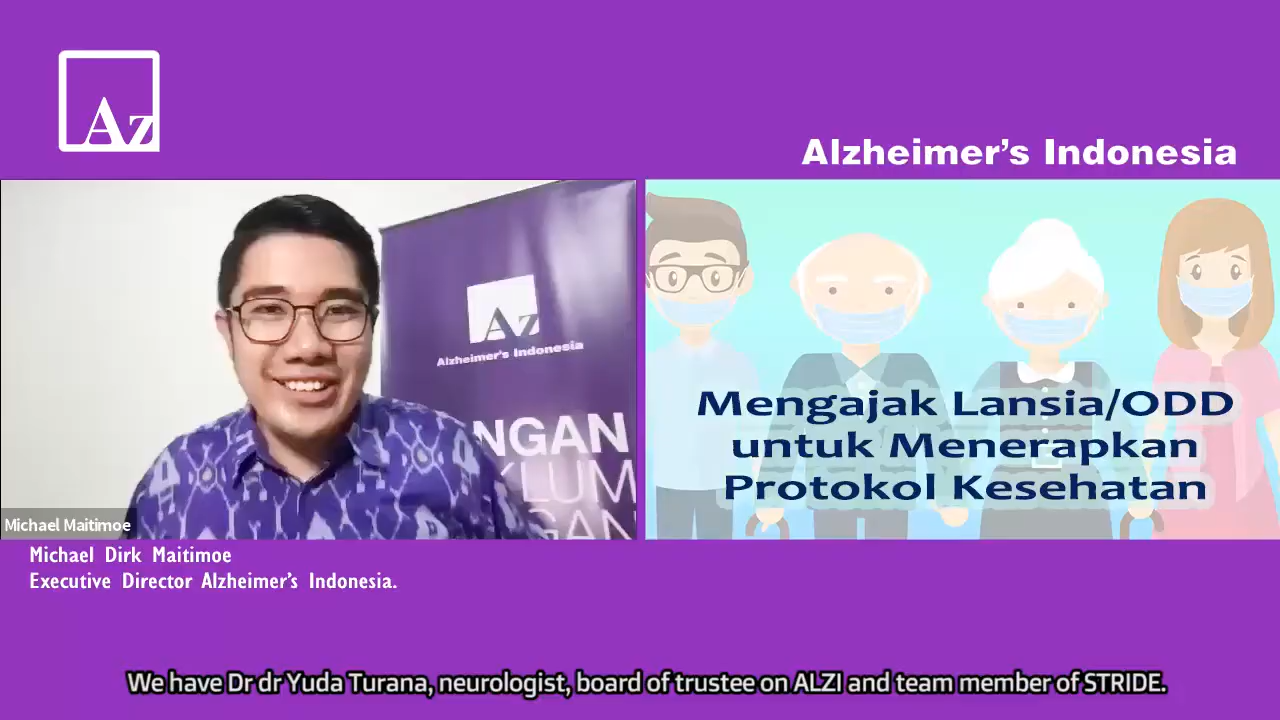 Az
Alzheimer's Indonesia
Az
Alzheimer's Indonesia
NGAN
LUM
GAN
Michael Maitimoe
Mengajak Lansia/ODD
untuk Menerapkan
Protokol Kesehatan
Michael Dirk Maitimoe
Executive Director Alzheimer's Indonesia.
We have Dr dr Yuda Turana, neurologist, board of trustee on ALZI and team member of STRIDE.